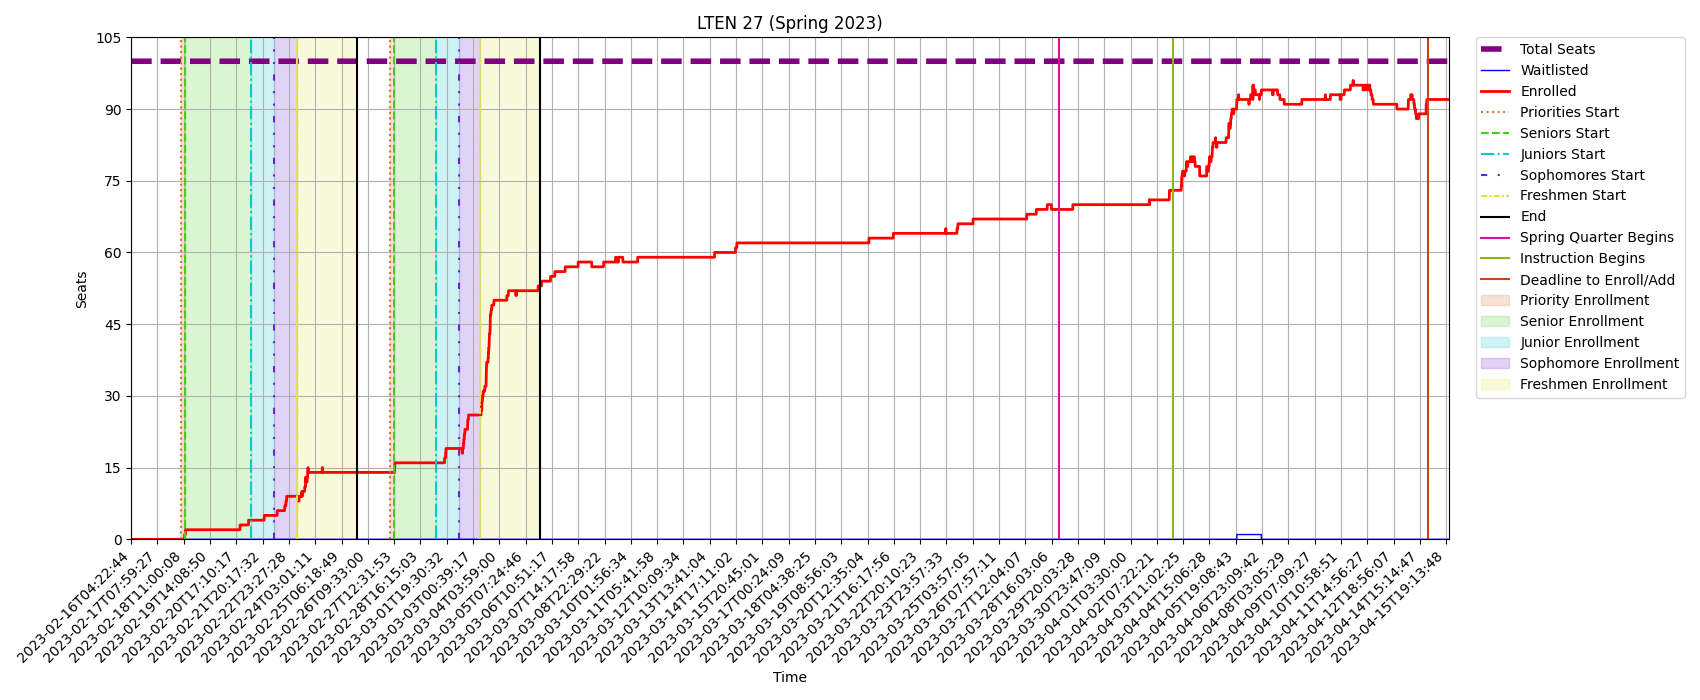 LTEN 27 (Spring 2023)
105
90
75
60
45
30
15
0
Seats
2023-02-16T04:22:44
2023-02-17T07:59:27
2023-02-18T11:00:08
2023-02-19T14:08:50
2023-02-20T17:10:17
2023-02-21T20:17:32
2023-02-22T23:27:28
2023-02-24T03:01:11
2023-02-25T06:18:49
2023-02-26T09:33:00
2023-02-27T12:31:53
2023-02-28T16:15:03
2023-03-01T19:30:32
2023-03-03T00:39:17
2023-03-04T03:59:00
2023-03-05T07:24:46
2023-03-06T10:51:17
2023-03-07T14:17:58
2023-03-08T22:29:22
2023-03-10T01:56:34
2023-03-11T05:41:58
2023-03-12T10:09:34
2023-03-13T13:41:04
2023-03-14T17:11:02
2023-03-15T20:45:01
2023-03-17T00:24:09
2023-03-18T04:38:25
2023-03-19T08:56:03
2023-03-20T12:35:04
2023-03-21T16:17:56
2023-03-22T20:10:23
2023-03-23T23:57:33
2023-03-25T03:57:05
2023-03-26T07:57:11
2023-03-27T12:04:07
2023-03-28T16:03:06
2023-03-29T20:03:28
2023-03-30T23:47:09
2023-04-01T03:30:00
2023-04-02T07:22:21
2023-04-03T11:02:25
2023-04-04T15:06:28
2023-04-05T19:08:43
2023-04-06T23:09:42
2023-04-08T03:05:29
2023-04-09T07:09:27
2023-04-10T10:58:51
2023-04-11T14:56:27
2023-04-12T18:56:07
2023-04-14T15:14:47
2023-04-15T19:13:48
Time
Total Seats
Waitlisted
Enrolled
Priorities Start
Seniors Start
Juniors Start
Sophomores Start
Freshmen Start
End
Spring Quarter Begins
Instruction Begins
Deadline to Enroll/Add
Priority Enrollment
Senior Enrollment
Junior Enrollment
Sophomore Enrollment
Freshmen Enrollment